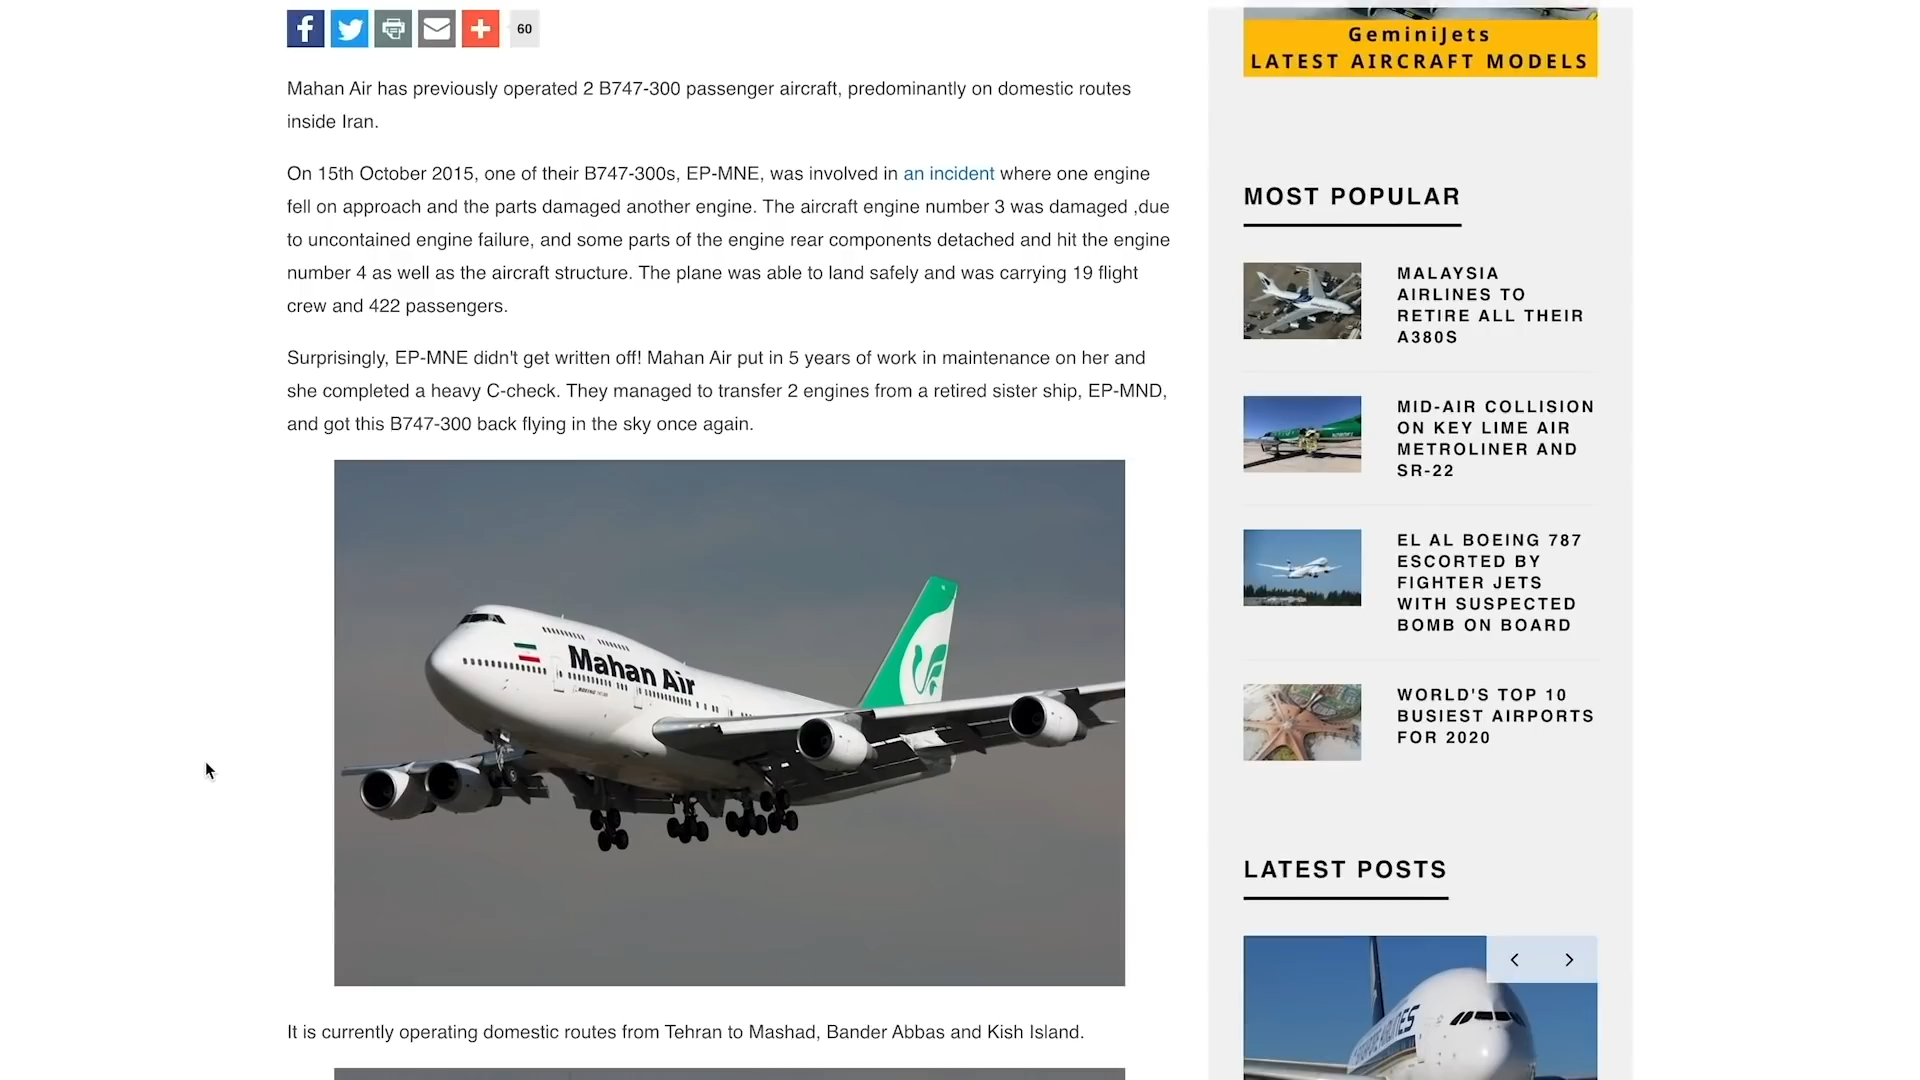 60
Mahan Air has previously operated 2 B747-300 passenger aircraft, predominantly on domestic routes
inside Iran.
On 15th October 2015, one of their B747-300s, EP-MNE, was involved in an incident where one engine
fell on approach and the parts damaged another engine. The aircraft engine number 3 was damaged ,due
to uncontained engine failure, and some parts of the engine rear components detached and hit the engine
number 4 as well as the aircraft structure. The plane was able to land safely and was carrying 19 flight
crew and 422 passengers.
Surprisingly, EP-MNE didn't get written off! Mahan Air put in 5 years of work in maintenance on her and
she completed a heavy C-check. They managed to transfer 2 engines from a retired sister ship, EP-MND,
and got this B747-300 back flying in the sky once again.
Mahan Air
It is currently operating domestic routes from Tehran to Mashad, Bander Abbas and Kish Island.
GeminiJets
LATEST AIRCRAFT MODELS
MOST POPULAR
MALAYSIA
AIRLINES TO
RETIRE ALL THEIR
A380S
MID-AIR COLLISION
ON KEY LIME AIR
METROLINER AND
SR-22
EL AL BOEING 787
ESCORTED BY
FIGHTER JETS
WITH SUSPECTED
BOMB ON BOARD
WORLD'S TOP 10
BUSIEST AIRPORTS
FOR 2020
LATEST POSTS
SINGAPORE AIRLINES